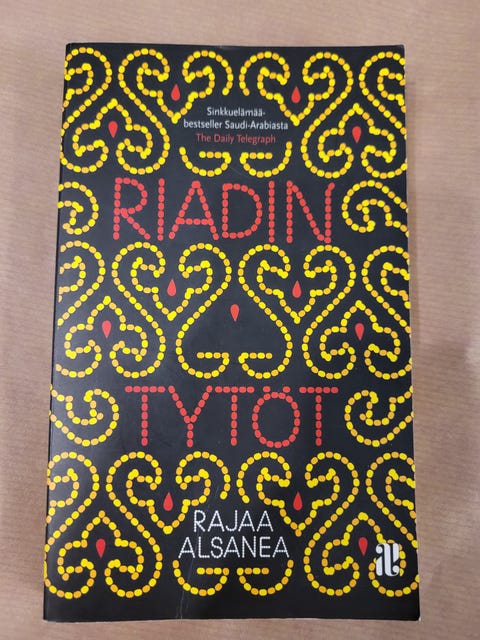 Sinkkuelämää-
bestseller Saudi-Arabiasta
The Daily Telegraph
RIADIN
TYTÖT
RAJAA
ALSANEA